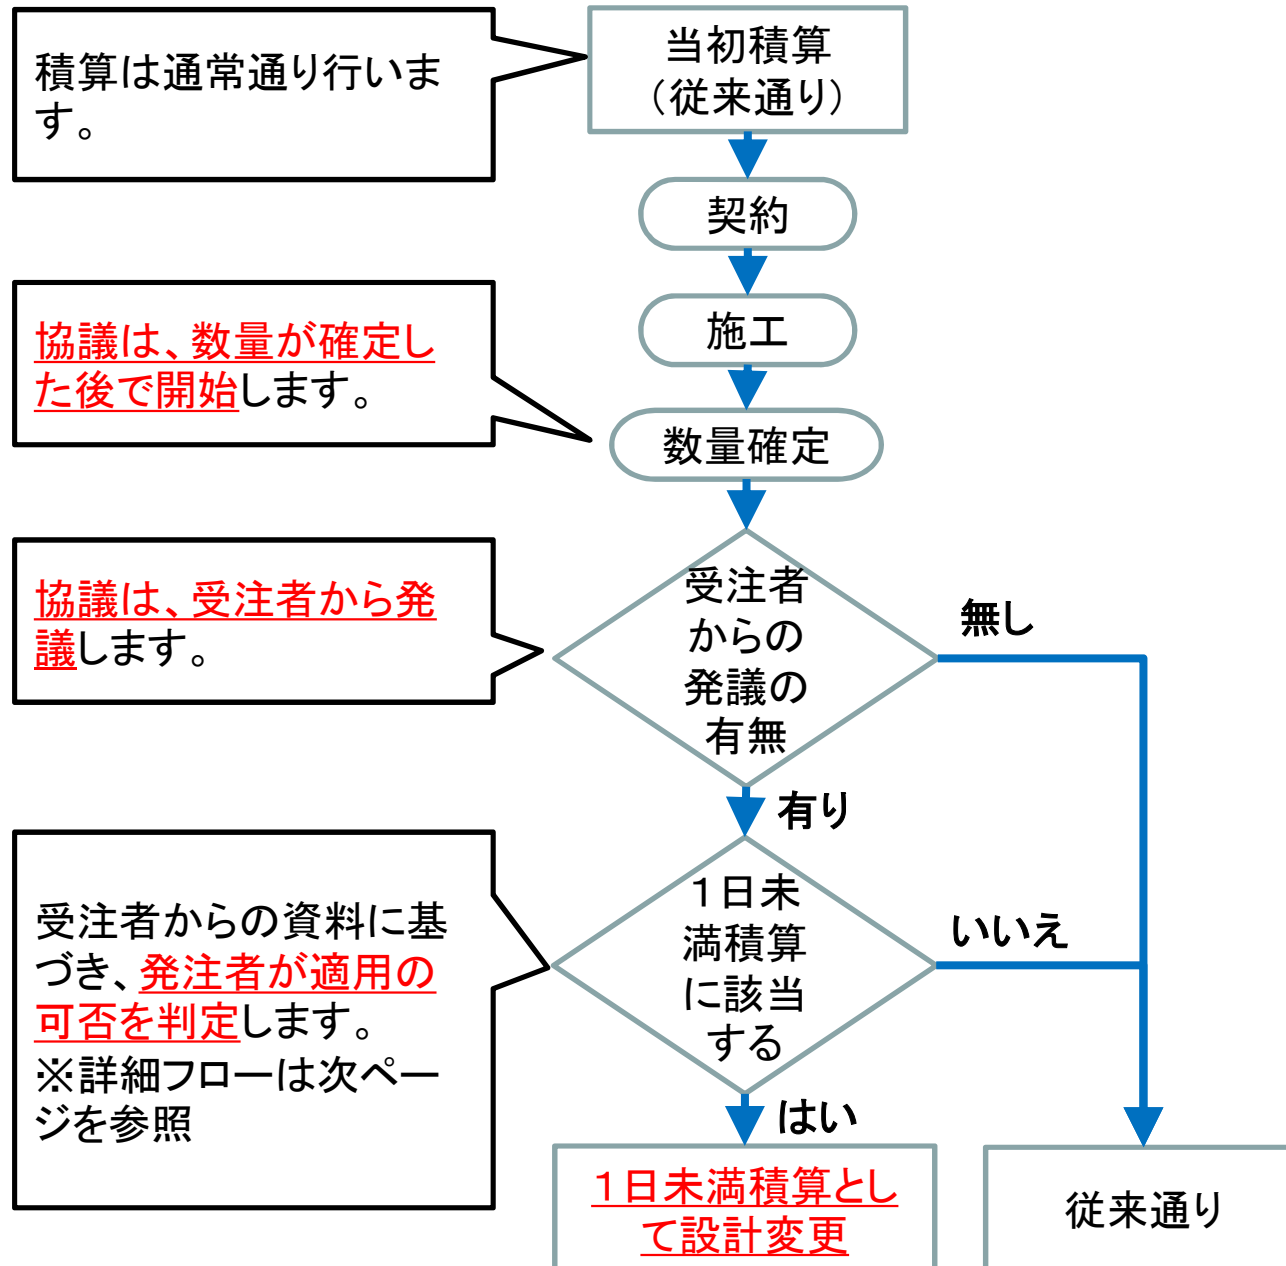 積算は通常通り行いま
す。
当初積算
（従来通り）
契約
施工
協議は、数量が確定し
た後で開始します。
数量確定
協議は、受注者から発
議します。
受注者
からの
発議の
有無
無し
有り
受注者からの資料に基
づき、発注者が適用の
可否を判定します。
※詳細フローは次ペー
ジを参照
１日未
満積算
に該当
する
いいえ
はい
１日未満積算とし
て設計変更
従来通り